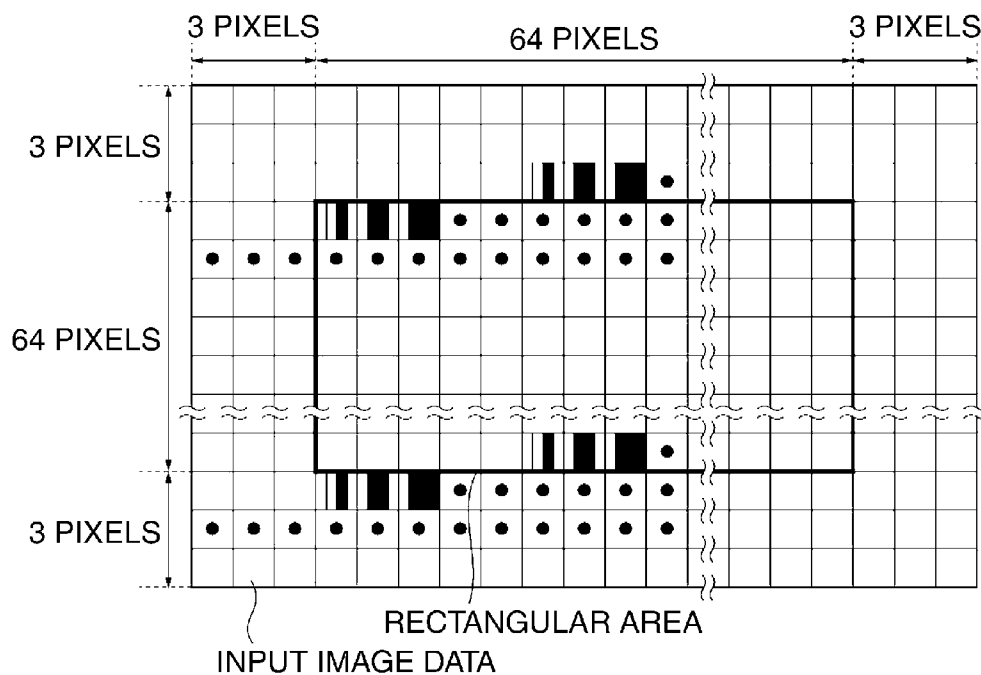 3 PIXELS
64 PIXELS
3 PIXELS
3 PIXELS
64 PIXELS
3 PIXELS
RECTANGULAR AREA
INPUT IMAGE DATA